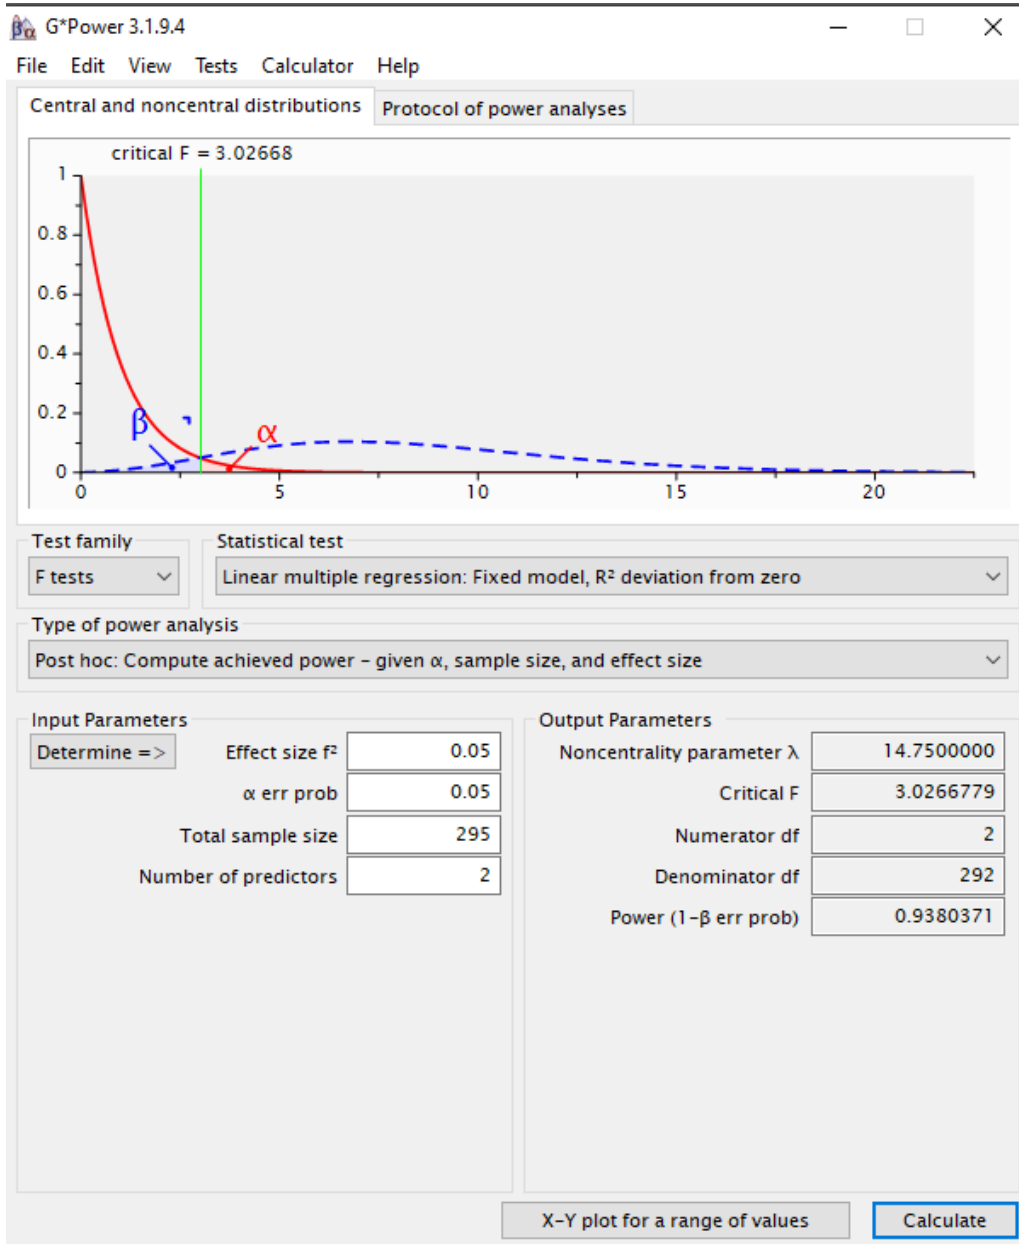 G*Power 3.1.9.4
File Edit View Tests Calculator Help
Central and noncentral distributions Protocol of power analyses
critical F = 3.02668
1
0.8
0.6
0.4
0.2
0
β
α
0 5 10 15 20
Test family Statistical test
F tests Linear multiple regression: Fixed model, R² deviation from zero
Type of power analysis
Post hoc: Compute achieved power – given α, sample size, and effect size
Input Parameters Output Parameters
Determine => Effect size f² 0.05 Noncentrality parameter λ 14.7500000
α err prob 0.05 Critical F 3.0266779
Total sample size 295 Numerator df 2
Number of predictors 2 Denominator df 292
Power (1-β err prob) 0.9380371
X-Y plot for a range of values Calculate